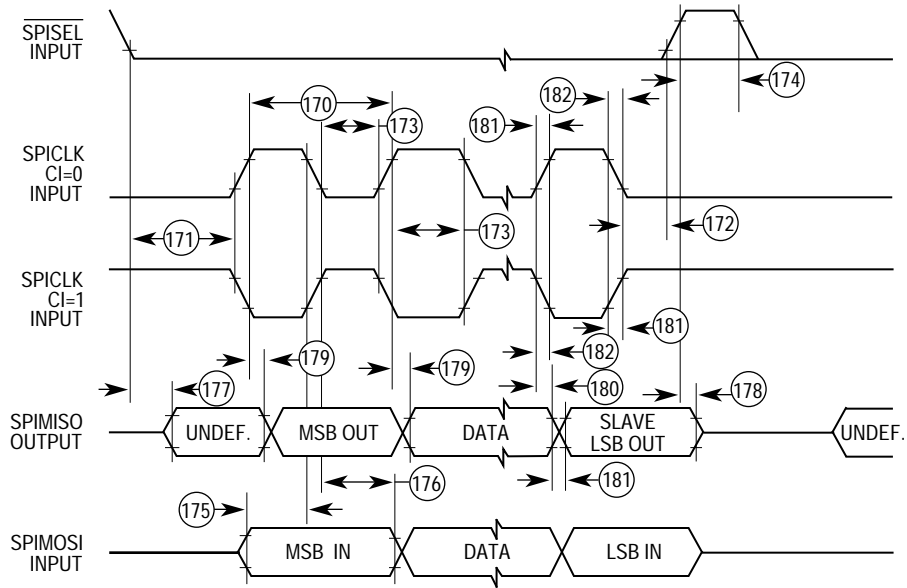 SPISEL
INPUT
174
182
170
173
181
SPICLK
CI=0
INPUT
171
173
172
SPICLK
CI=1
INPUT
181
179
179
182
177
180
178
SPIMISO
OUTPUT
UNDEF.
MSB OUT
DATA
SLAVE
LSB OUT
UNDEF.
176
181
175
SPIMOSI
INPUT
MSB IN
DATA
LSB IN